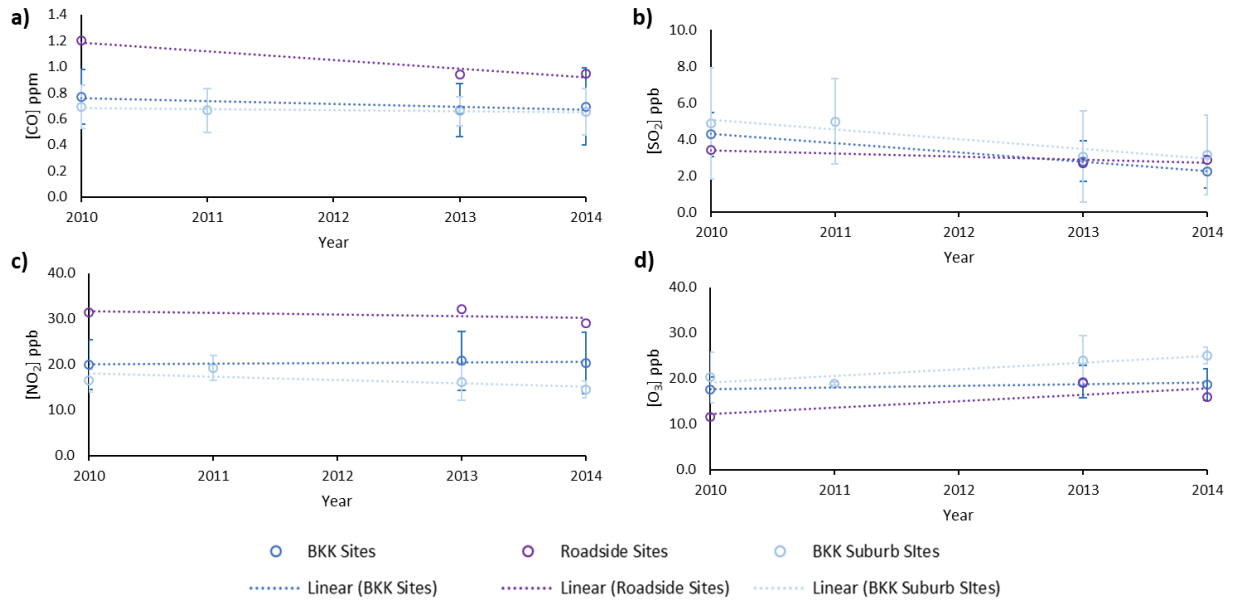 a)
1.4
1.2
1.0
0.8
0.6
0.4
0.2
0.0
[CO] ppm
2010 2011 2012 2013 2014
Year
b)
10.0
8.0
6.0
4.0
2.0
0.0
[SO2] ppb
2010 2011 2012 2013 2014
Year
c)
40.0
30.0
20.0
10.0
0.0
[NO2] ppb
2010 2011 2012 2013 2014
Year
d)
40.0
30.0
20.0
10.0
0.0
[O3] ppb
2010 2011 2012 2013 2014
Year
BKK Sites Roadside Sites BKK Suburb SItes
Linear (BKK Sites) Linear (Roadside Sites) Linear (BKK Suburb SItes)